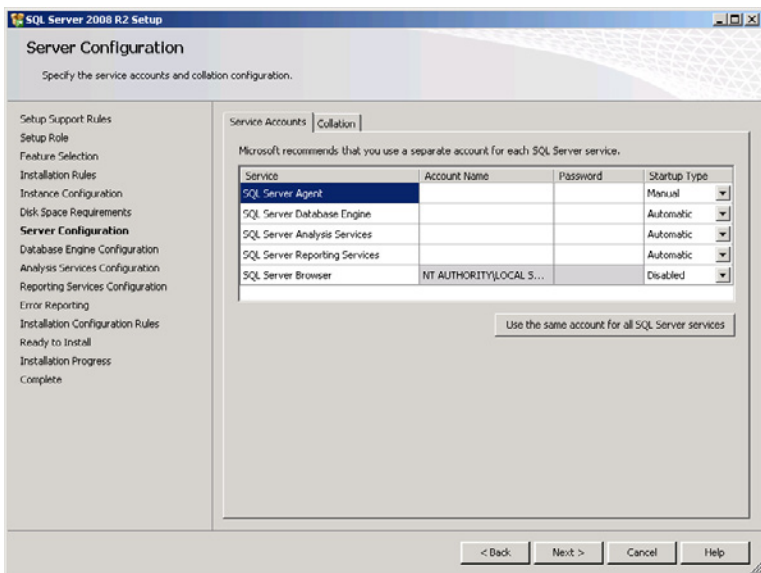 SQL Server 2008 R2 Setup
Server Configuration
Specify the service accounts and collation configuration.
Setup Support Rules
Setup Role
Feature Selection
Installation Rules
Instance Configuration
Disk Space Requirements
Server Configuration
Database Engine Configuration
Analysis Services Configuration
Reporting Services Configuration
Error Reporting
Installation Configuration Rules
Ready to Install
Installation Progress
Complete
Service Accounts Collation
Microsoft recommends that you use a separate account for each SQL Server service.
Service Account Name Password Startup Type
SQL Server Agent Manual
SQL Server Database Engine Automatic
SQL Server Analysis Services Automatic
SQL Server Reporting Services Automatic
SQL Server Browser NT AUTHORITY\LOCAL S... Disabled
Use the same account for all SQL Server services
< Back Next > Cancel Help